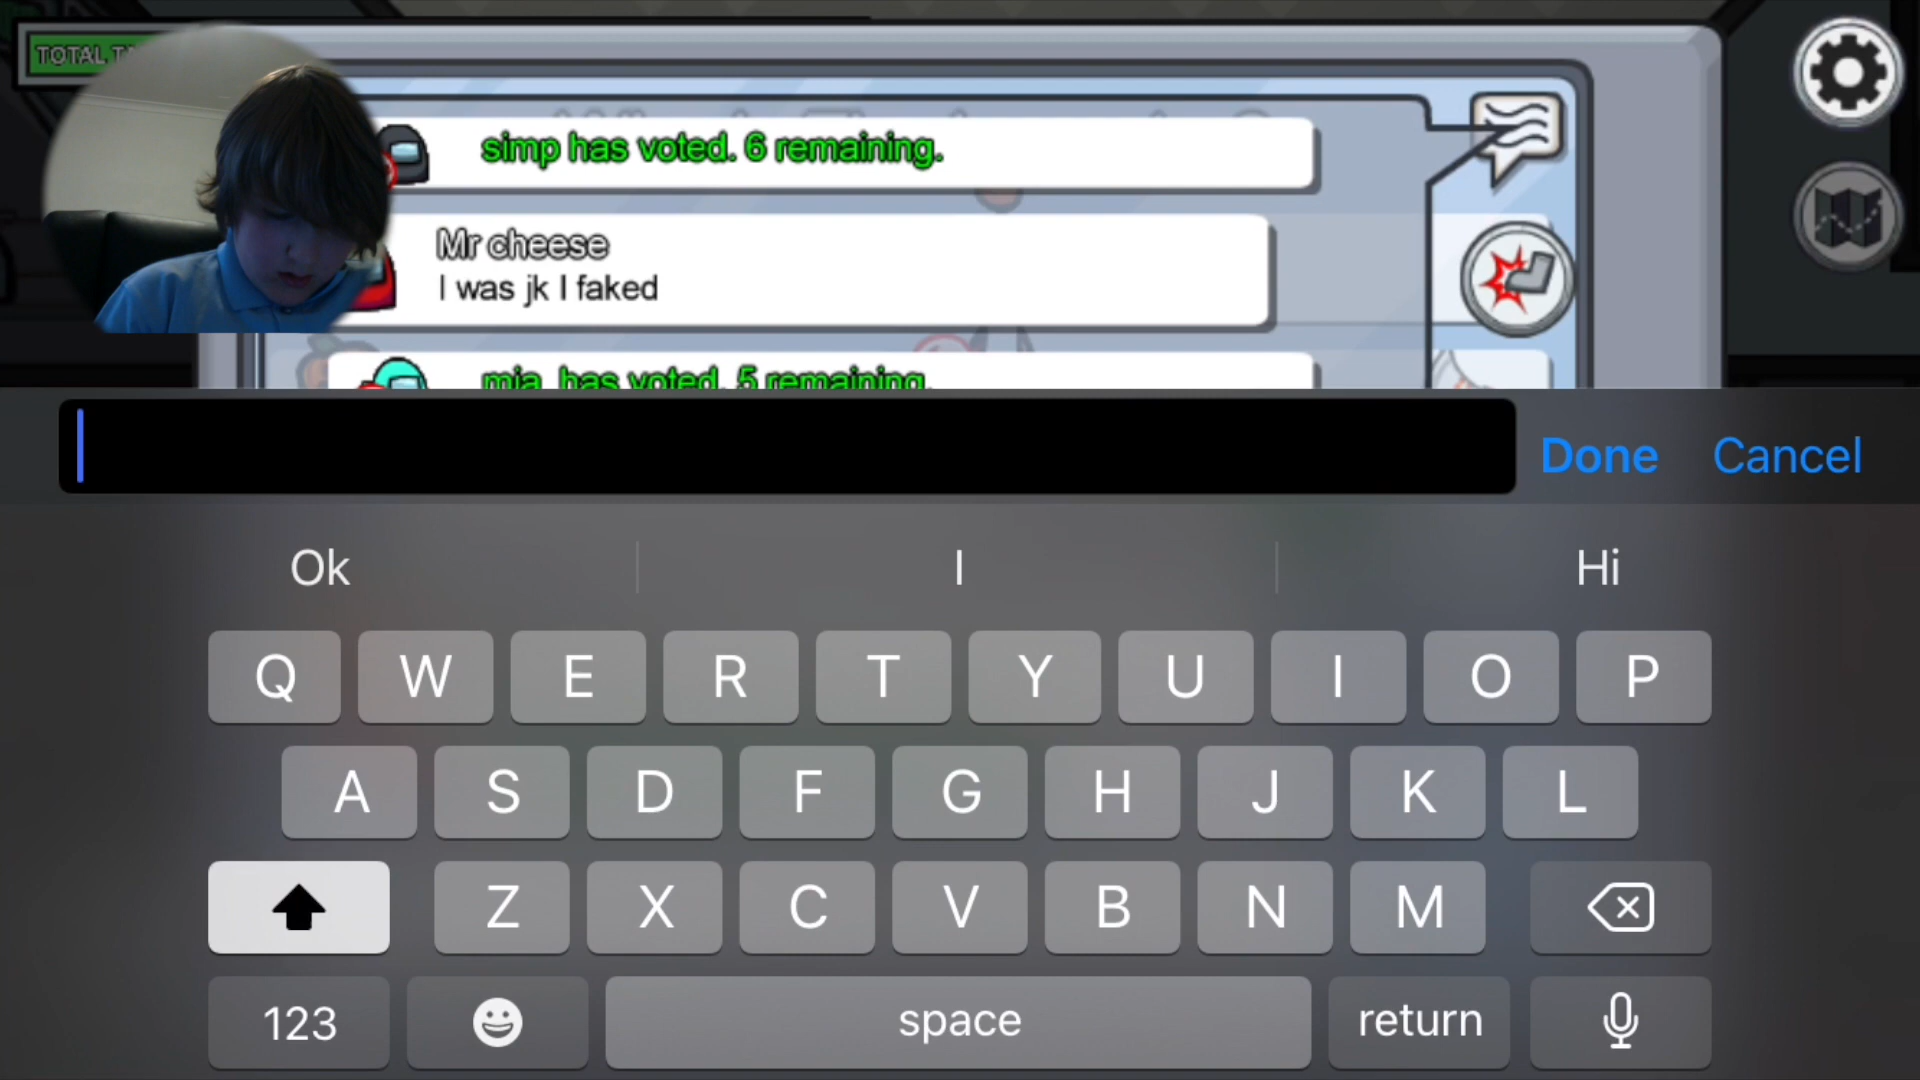 TOTAL
simp has voted. 6 remaining.
Mr cheese
I was jk I faked
mia has voted. 5 remaining.
Done Cancel
Ok I Hi
Q W E R T Y U I O P
A S D F G H J K L
Z X C V B N M
123 space return